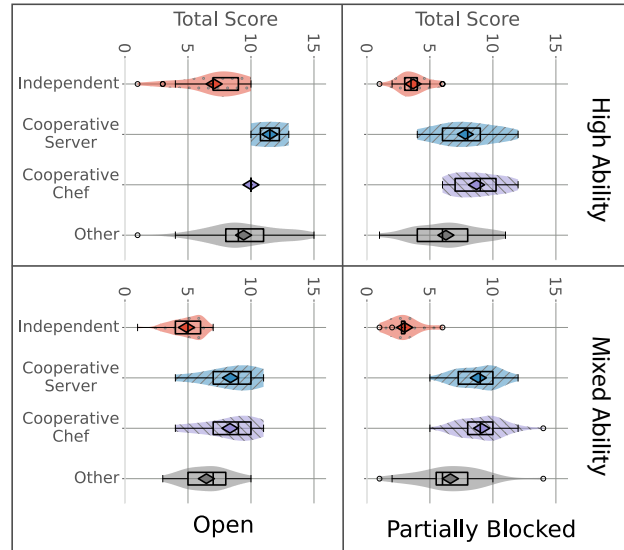 Total Score
Total Score
0
5
10
15
0
5
10
15
Independent
Cooperative
Server
Cooperative
Chef
Other
High Ability
0
5
10
15
0
5
10
15
Independent
Cooperative
Server
Cooperative
Chef
Other
Mixed Ability
Open
Partially Blocked